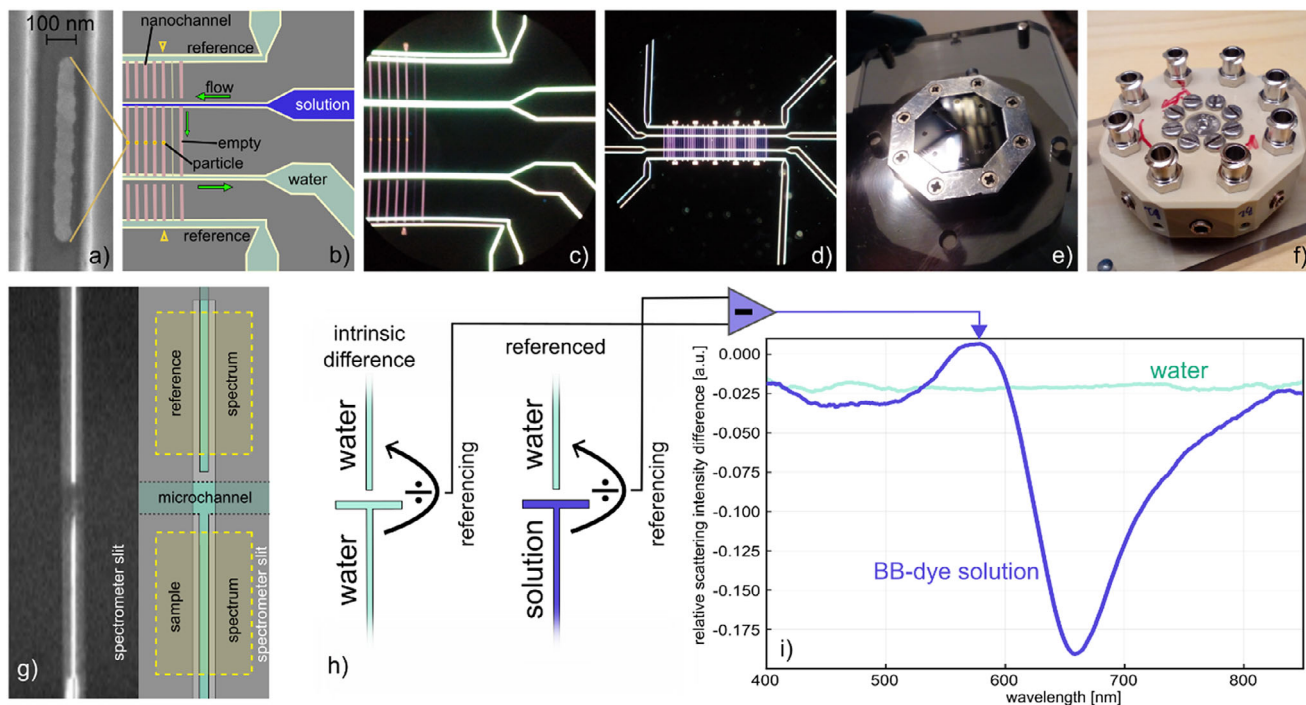 100 nm
a)
nanochannel
reference
flow
solution
empty
particle
water
reference
b)
c)
d)
e)
f)
reference
spectrum
microchannel
sample
spectrum
spectrometer slit
spectrometer slit
g)
intrinsic
difference
referenced
water
water
÷
referencing
water
solution
÷
referencing
h)
-
relative scattering intensity difference [a.u.]
0.000
-0.025
-0.050
-0.075
-0.100
-0.125
-0.150
-0.175
water
BB-dye solution
i)
400
500
600
700
800
wavelength [nm]